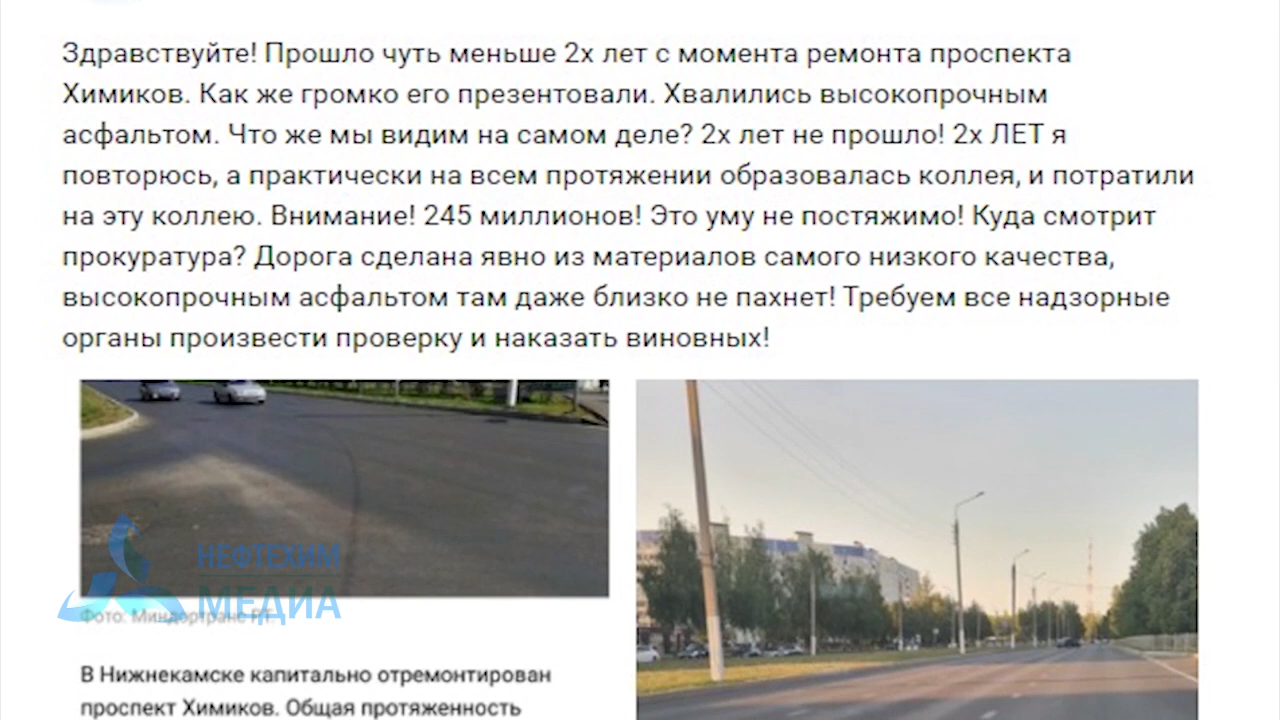 Здравствуйте! Прошло чуть меньше 2х лет с момента ремонта проспекта
Химиков. Как же громко его презентовали. Хвалились высокопрочным
асфальтом. Что же мы видим на самом деле? 2х лет не прошло! 2х ЛЕТ я
повторюсь, а практически на всем протяжении образовалась коллея, и потратили
на эту коллею. Внимание! 245 миллионов! Это уму не постяжимо! Куда смотрит
прокуратура? Дорога сделана явно из материалов самого низкого качества,
высокопрочным асфальтом там даже близко не пахнет! Требуем все надзорные
органы произвести проверку и наказать виновных!
НЕФТЕХИМ
МЕДИА
Фото: Миндортранс РТ.
В Нижнекамске капитально отремонтирован
проспект Химиков. Общая протяженность